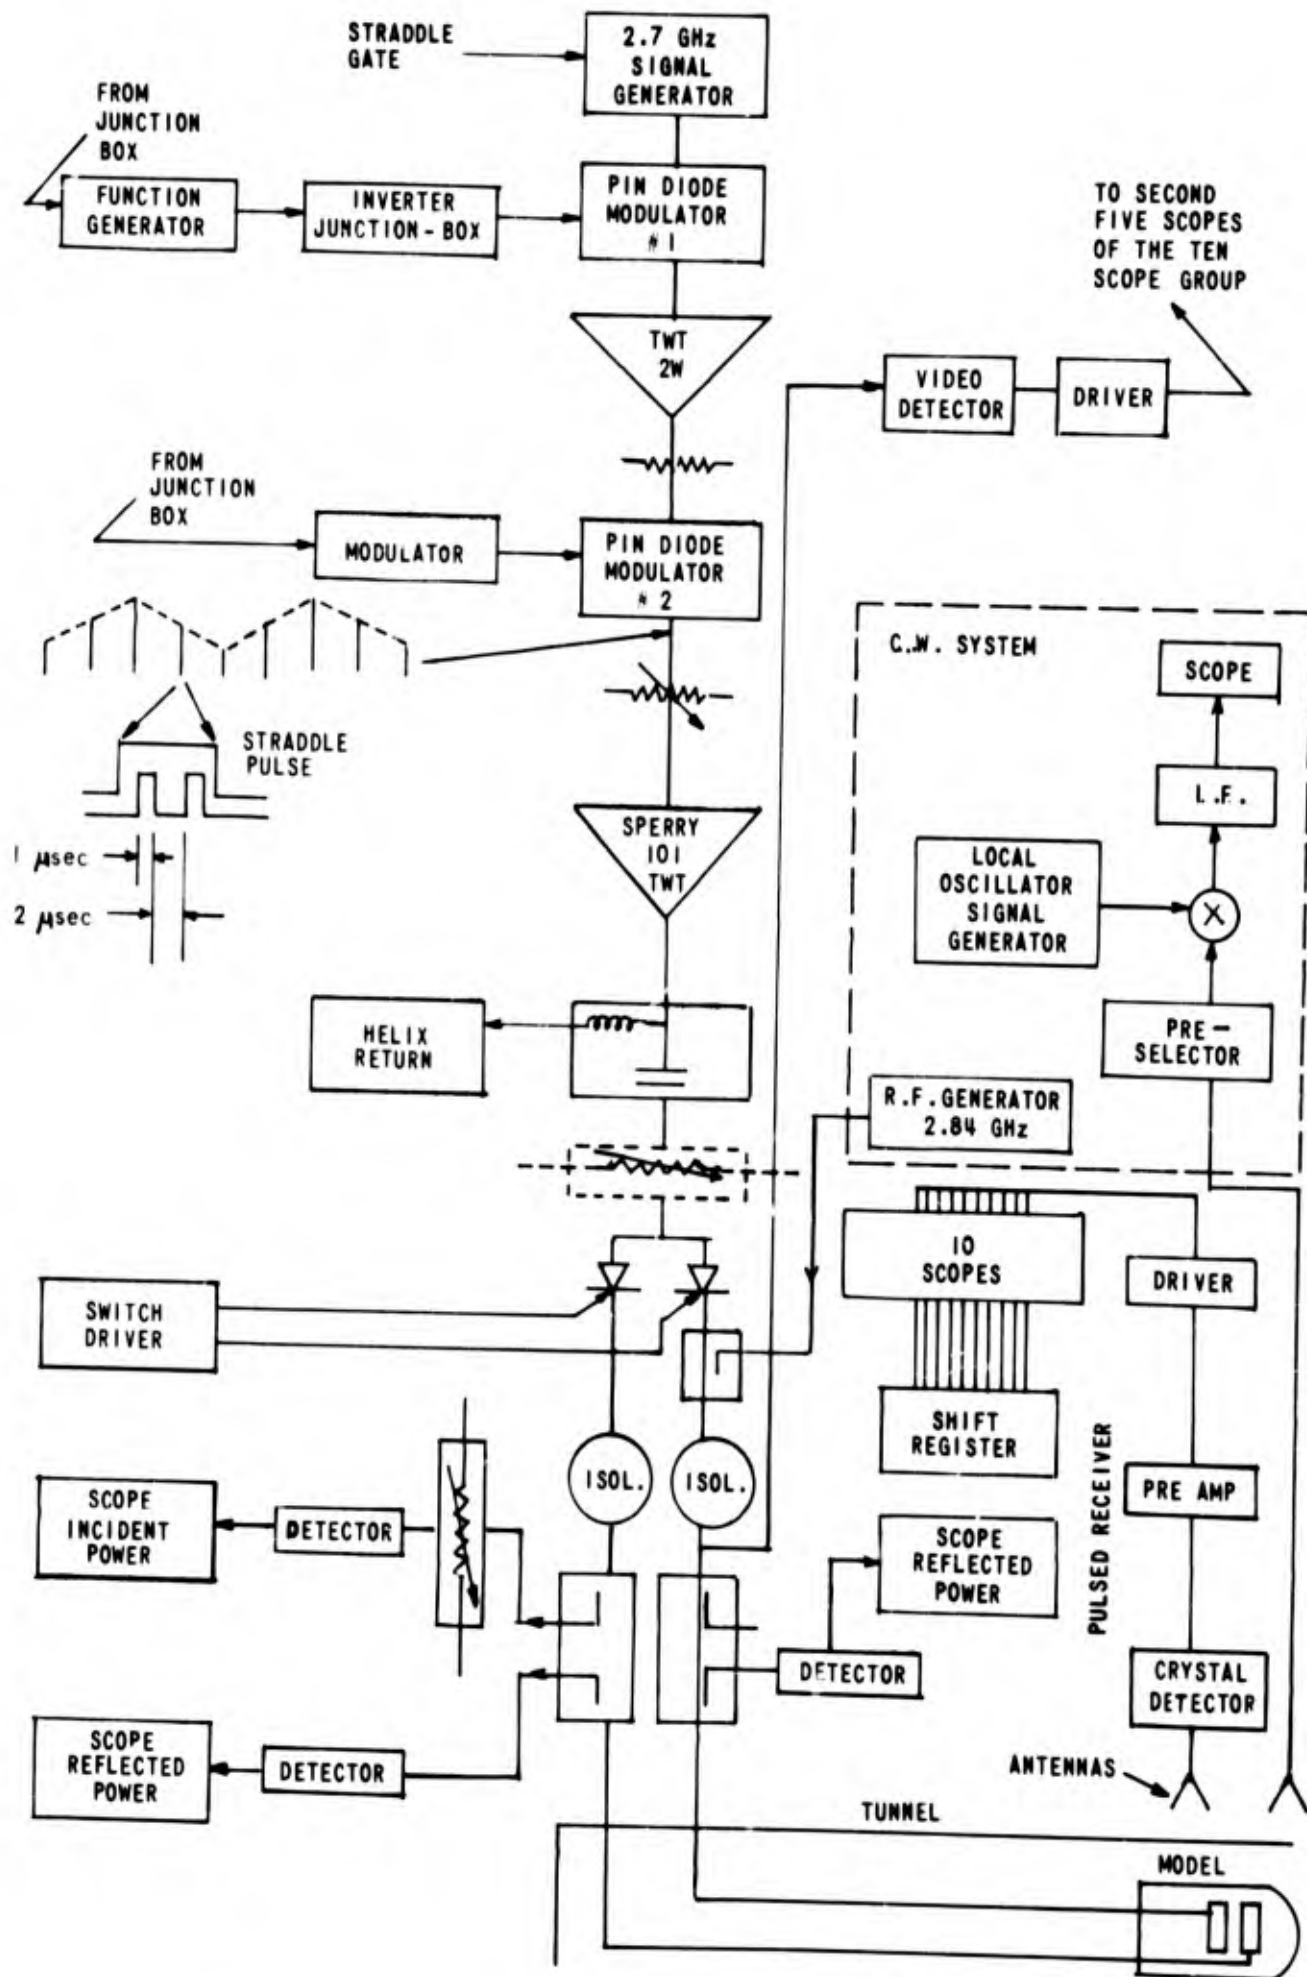 STRADDLE
GATE
2.7 GHz
SIGNAL
GENERATOR
FROM
JUNCTION
BOX
FUNCTION
GENERATOR
INVERTER
JUNCTION-BOX
PIN DIODE
MODULATOR
#1
TO SECOND
FIVE SCOPES
OF THE TEN
SCOPE GROUP
TWT
2W
VIDEO
DETECTOR
DRIVER
FROM
JUNCTION
BOX
MODULATOR
PIN DIODE
MODULATOR
#2
C.W. SYSTEM
SCOPE
STRADDLE
PULSE
I.F.
1 µsec
2 µsec
SPERRY
101
TWT
LOCAL
OSCILLATOR
SIGNAL
GENERATOR
X
HELIX
RETURN
PRE-
SELECTOR
R.F. GENERATOR
2.84 GHz
10
SCOPES
DRIVER
SWITCH
DRIVER
SHIFT
REGISTER
PULSED RECEIVER
ISOL.
ISOL.
PRE AMP
SCOPE
INCIDENT
POWER
DETECTOR
SCOPE
REFLECTED
POWER
DETECTOR
CRYSTAL
DETECTOR
SCOPE
REFLECTED
POWER
DETECTOR
ANTENNAS
TUNNEL
MODEL